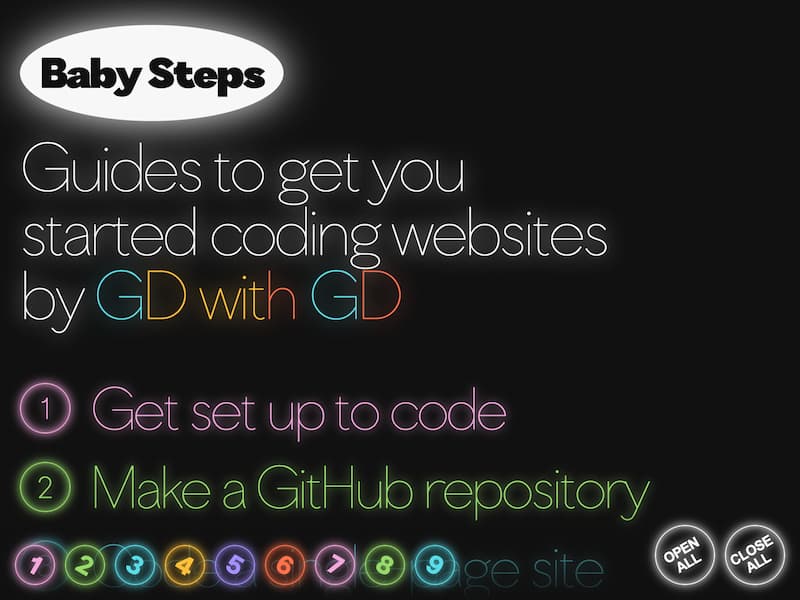 Baby Steps
Guides to get you
started coding websites
by GD with GD
1 Get set up to code
2 Make a GitHub repository
page site
1 2 3 4 5 6 7 8 9
OPEN ALL
CLOSE ALL